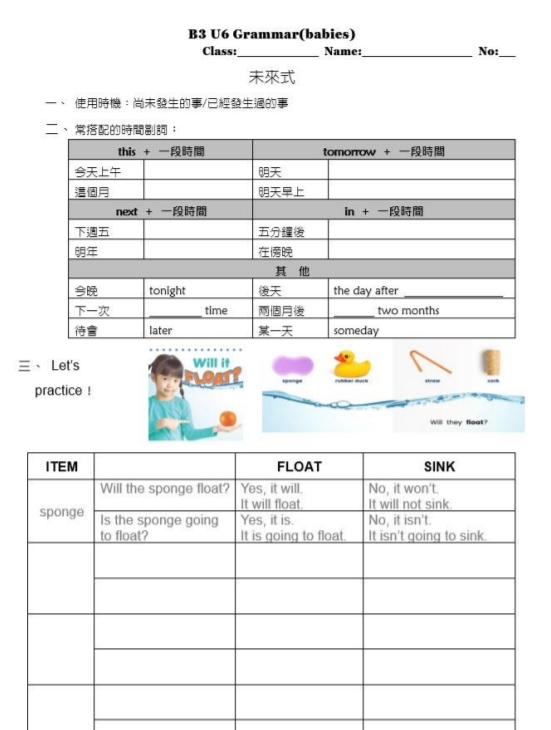 B3 U6 Grammar(babies)
Class:____________ Name:________________ No:___
未來式
一、 使用時機：尚未發生的事/已經發生過的事
二、常搭配的時間副詞：
this + 一段時間 tomorrow + 一段時間
今天上午 明天
這個月 明天早上
next + 一段時間 in + 一段時間
下週五 五分鐘後
明年 在傍晚
其 他
今晚 tonight 後天 the day after ______________
下一次 ________ time 兩個月後 ______ two months
待會 later 某一天 someday
三、 Let's
practice！
Will it
FLOAT?
sponge rubber duck straw cork
Will they float?
ITEM FLOAT SINK
sponge
Will the sponge float? Yes, it will. No, it won't.
It will float. It will not sink.
Is the sponge going Yes, it is. No, it isn't.
to float? It is going to float. It isn't going to sink.